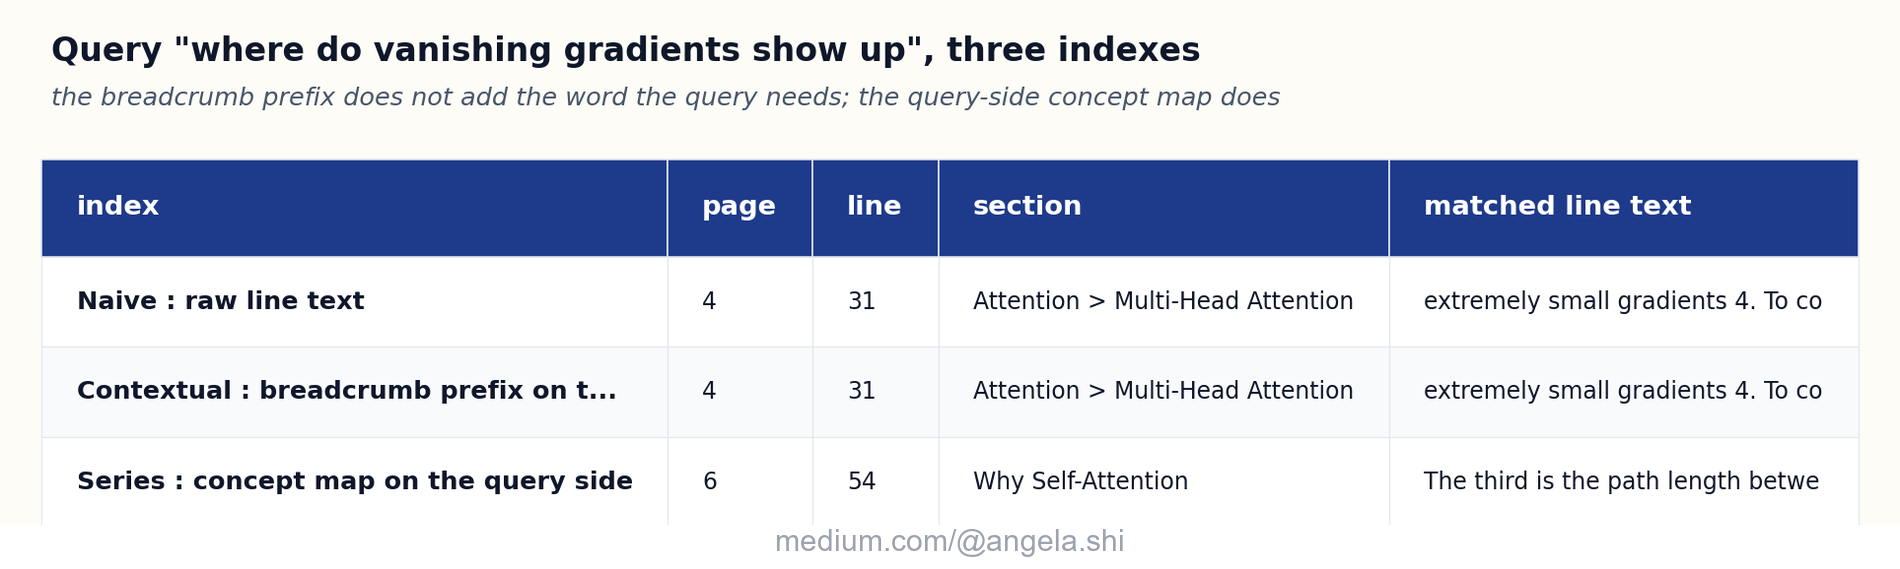 Query "where do vanishing gradients show up", three indexes
the breadcrumb prefix does not add the word the query needs; the query-side concept map does
index page line section matched line text
Naive : raw line text 4 31 Attention > Multi-Head Attention extremely small gradients 4. To co
Contextual : breadcrumb prefix on t... 4 31 Attention > Multi-Head Attention extremely small gradients 4. To co
Series : concept map on the query side 6 54 Why Self-Attention The third is the path length betwe
medium.com/@angela.shi